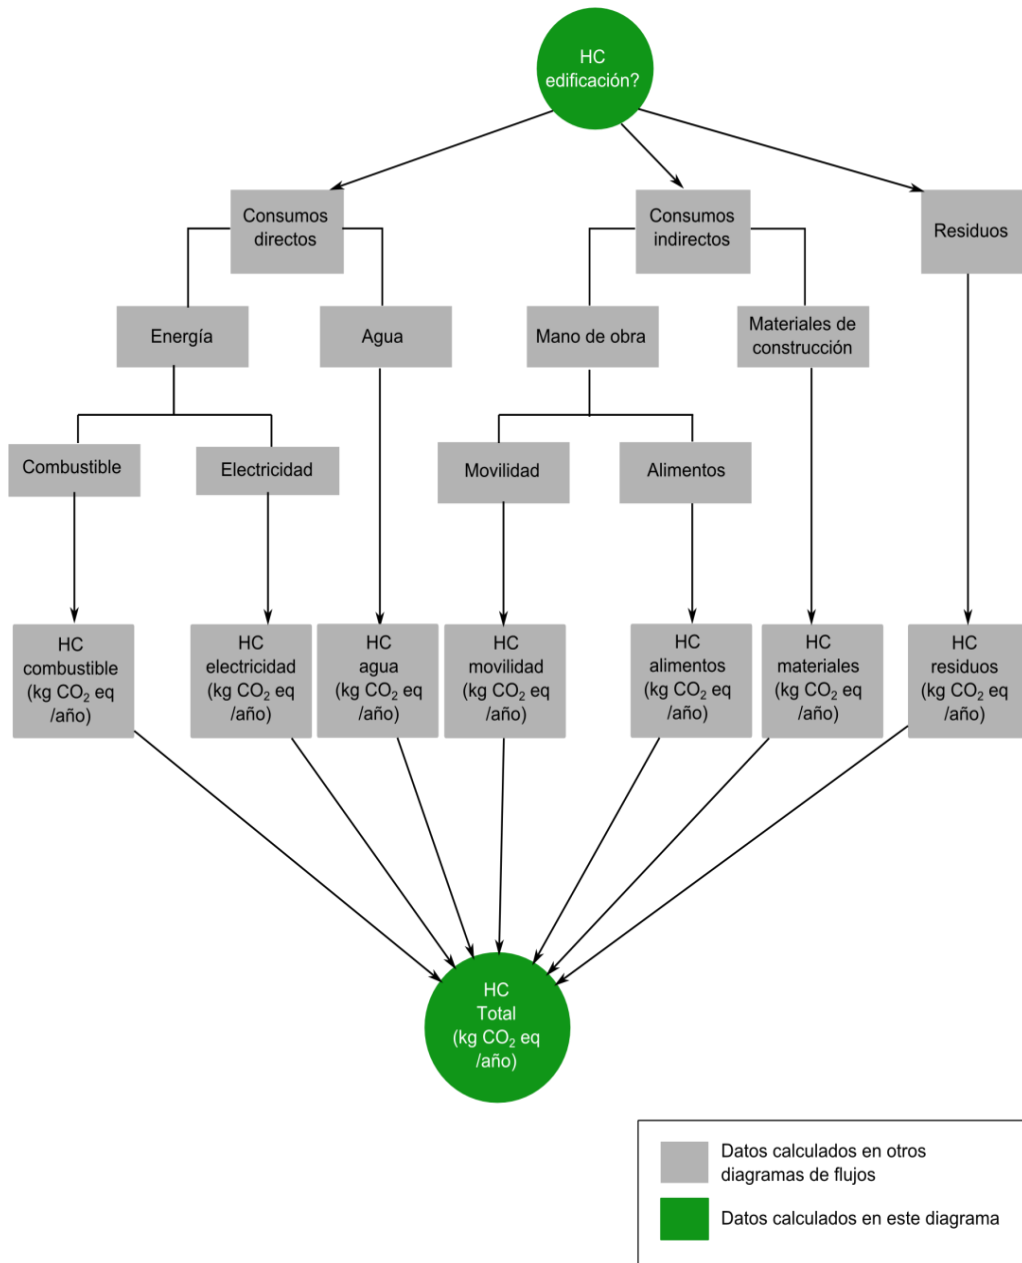 HC
edificación?
Consumos
directos
Consumos
indirectos
Residuos
Energía
Agua
Mano de obra
Materiales de
construcción
Combustible
Electricidad
Movilidad
Alimentos
HC
combustible
(kg CO₂ eq
/año)
HC
electricidad
(kg CO₂ eq
/año)
HC
agua
(kg CO₂ eq
/año)
HC
movilidad
(kg CO₂ eq
/año)
HC
alimentos
(kg CO₂ eq
/año)
HC
materiales
(kg CO₂ eq
/año)
HC
residuos
(kg CO₂ eq
/año)
HC
Total
(kg CO₂ eq
/año)
Datos calculados en otros
diagramas de flujos
Datos calculados en este diagrama